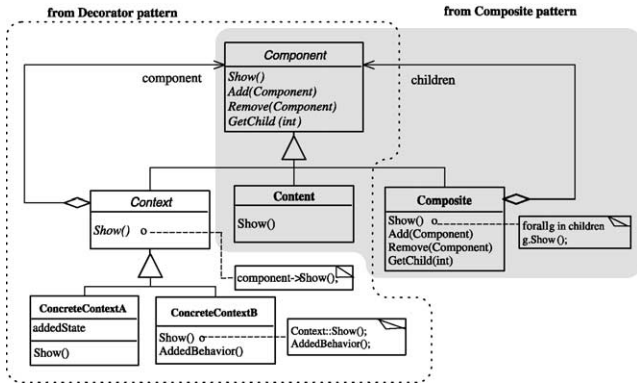 from Decorator pattern
from Composite pattern
Component
Show()
Add(Component)
Remove(Component)
GetChild (int)
component
children
Context
Show()
Content
Show()
Composite
Show()
Add(Component)
Remove(Component)
GetChild(int)
forall g in children
g.Show();
component->Show();
ConcreteContextA
addedState
Show()
ConcreteContextB
Show()
AddedBehavior()
Context::Show();
AddedBehavior();